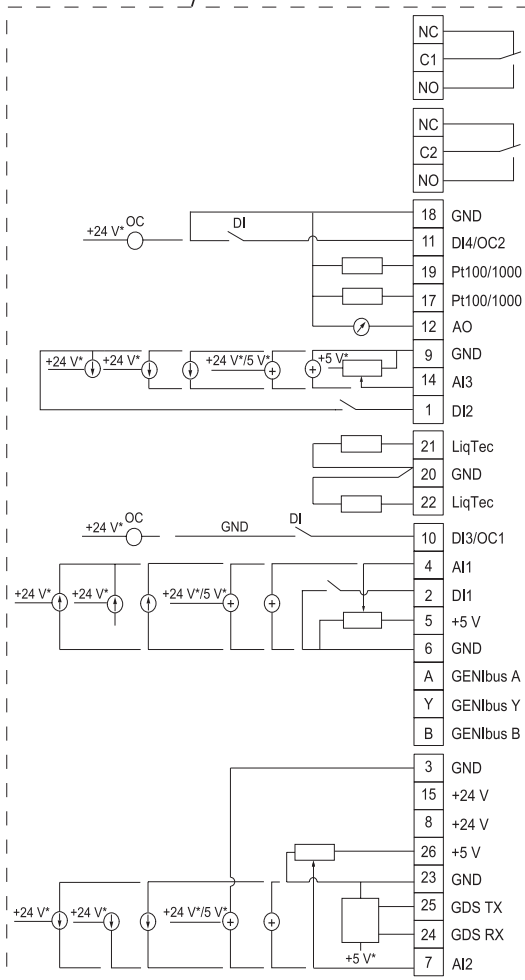 NC
C1
NO
NC
C2
NO
18 GND
+24 V* OC DI 11 DI4/OC2
19 Pt100/1000
17 Pt100/1000
12 AO
9 GND
+24 V* +24 V* +24 V*/5 V* +5 V*
14 AI3
1 DI2
21 LiqTec
20 GND
22 LiqTec
+24 V* OC GND DI 10 DI3/OC1
4 AI1
+24 V* +24 V* +24 V*/5 V* 2 DI1
5 +5 V
6 GND
A GENIbus A
Y GENIbus Y
B GENIbus B
3 GND
15 +24 V
8 +24 V
26 +5 V
23 GND
+24 V* +24 V* +24 V*/5 V* 25 GDS TX
24 GDS RX
+5 V* 7 AI2